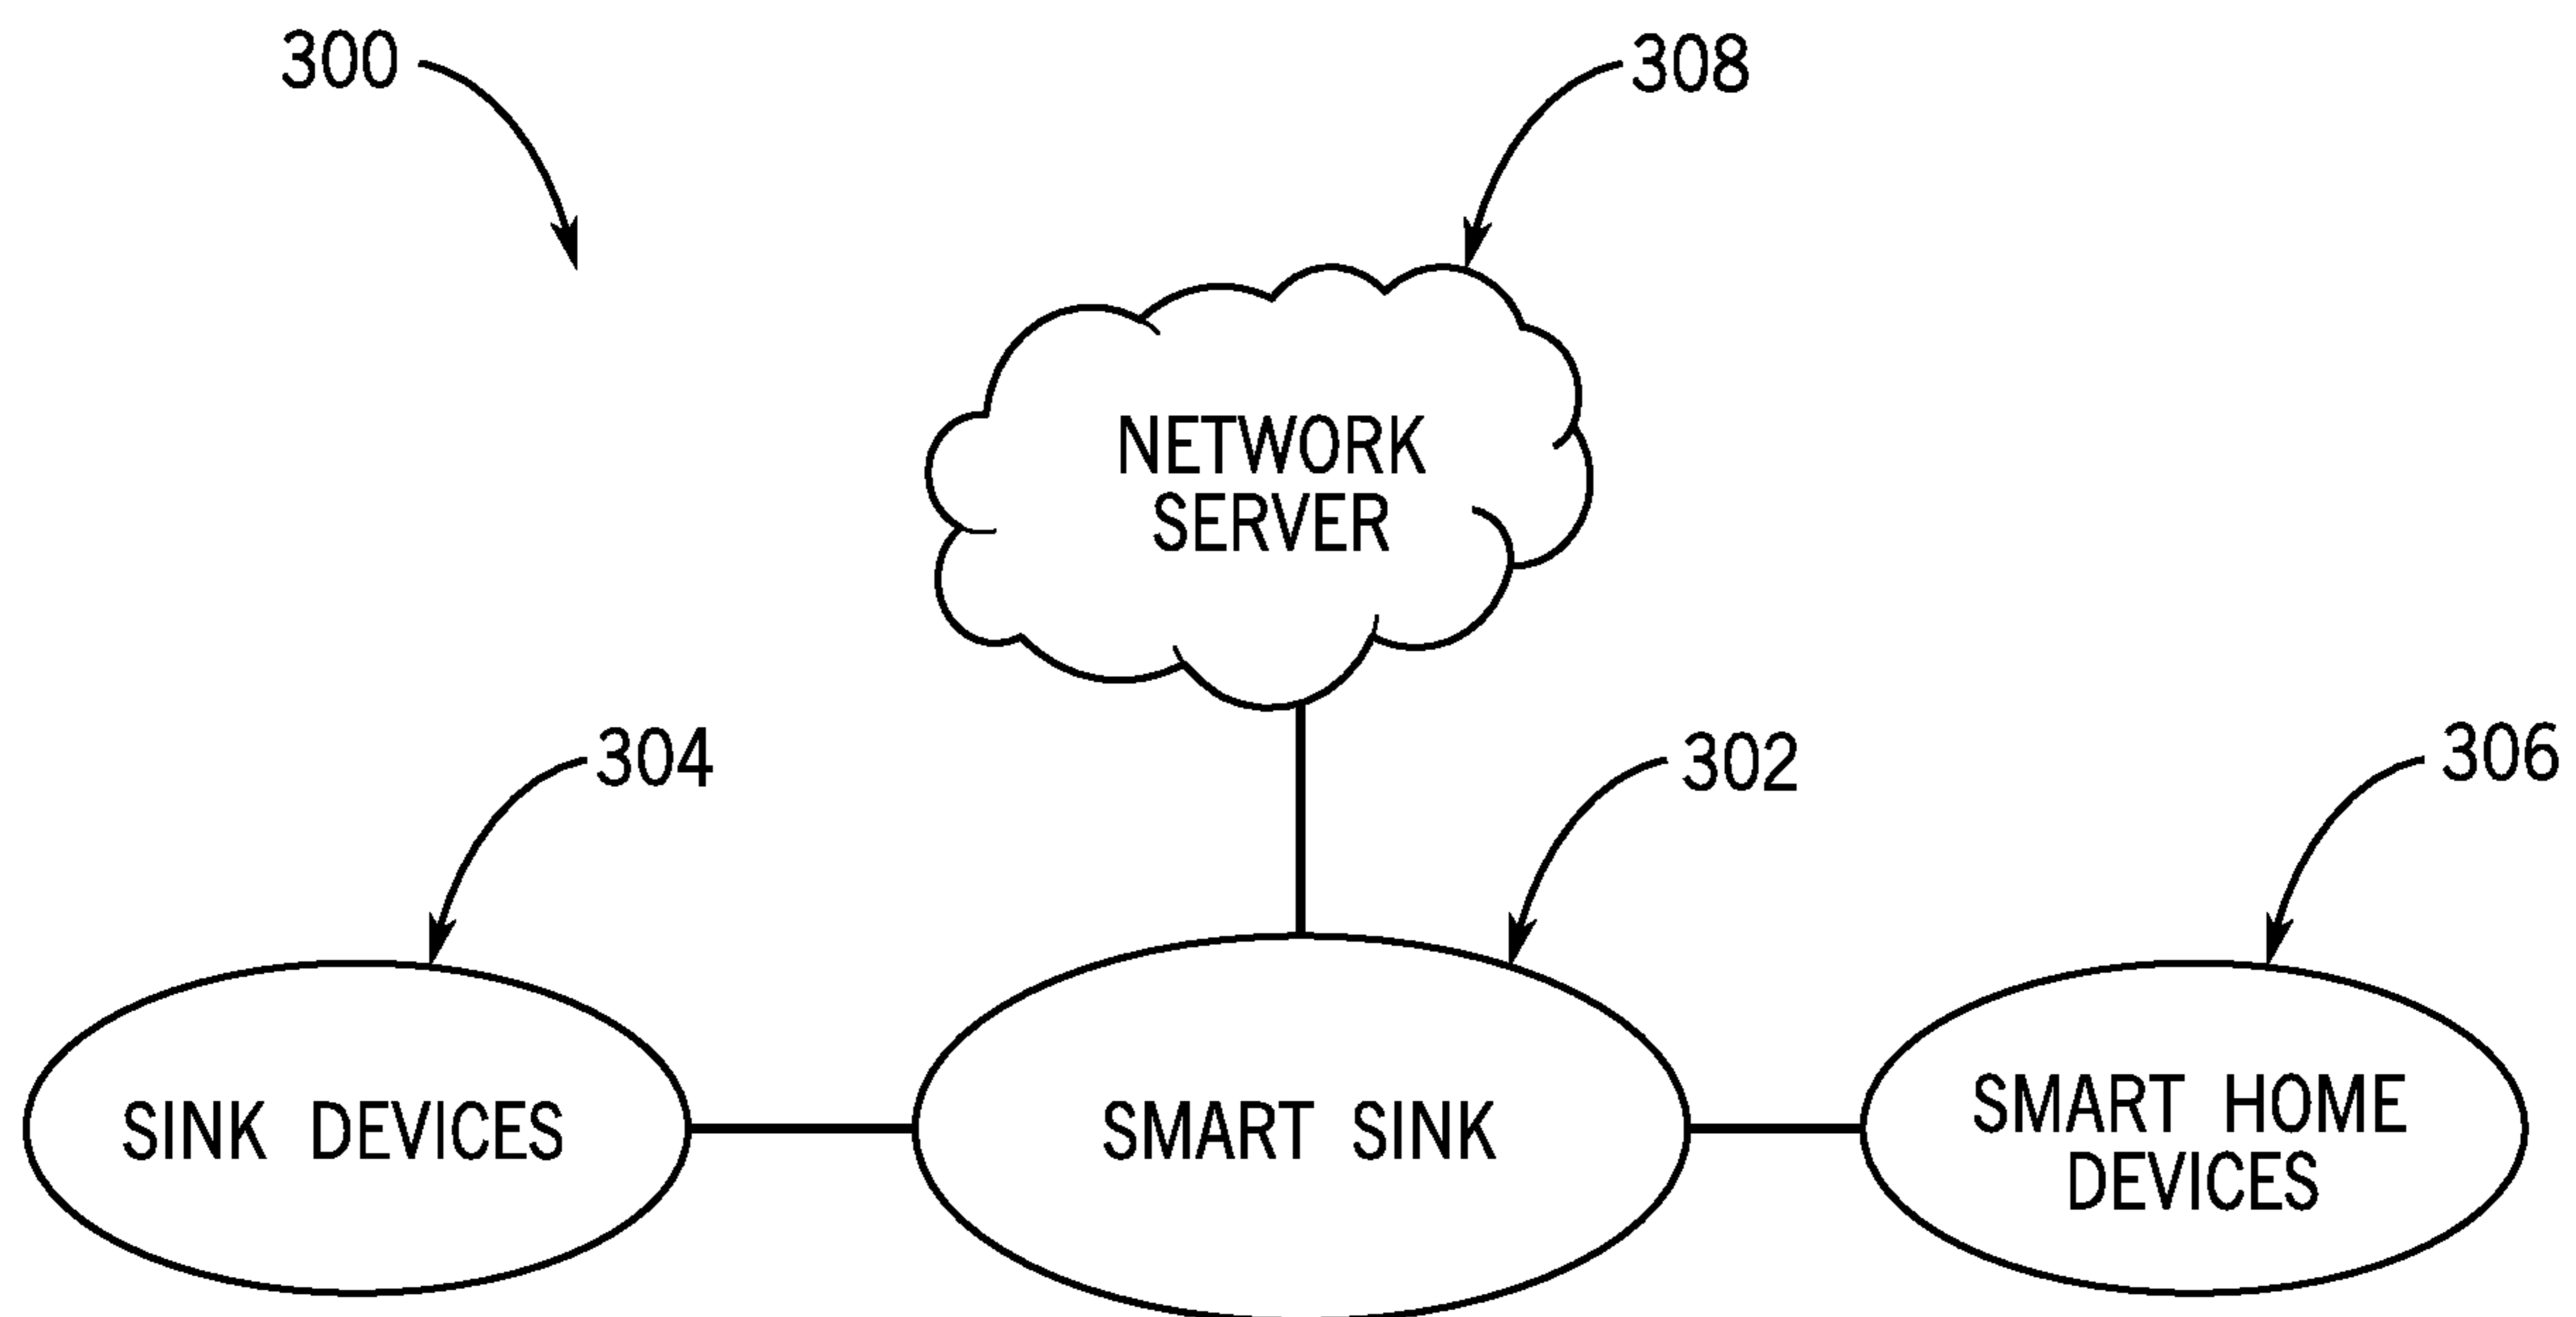 300
308
NETWORK
SERVER
304
302
306
SINK DEVICES
SMART SINK
SMART HOME
DEVICES